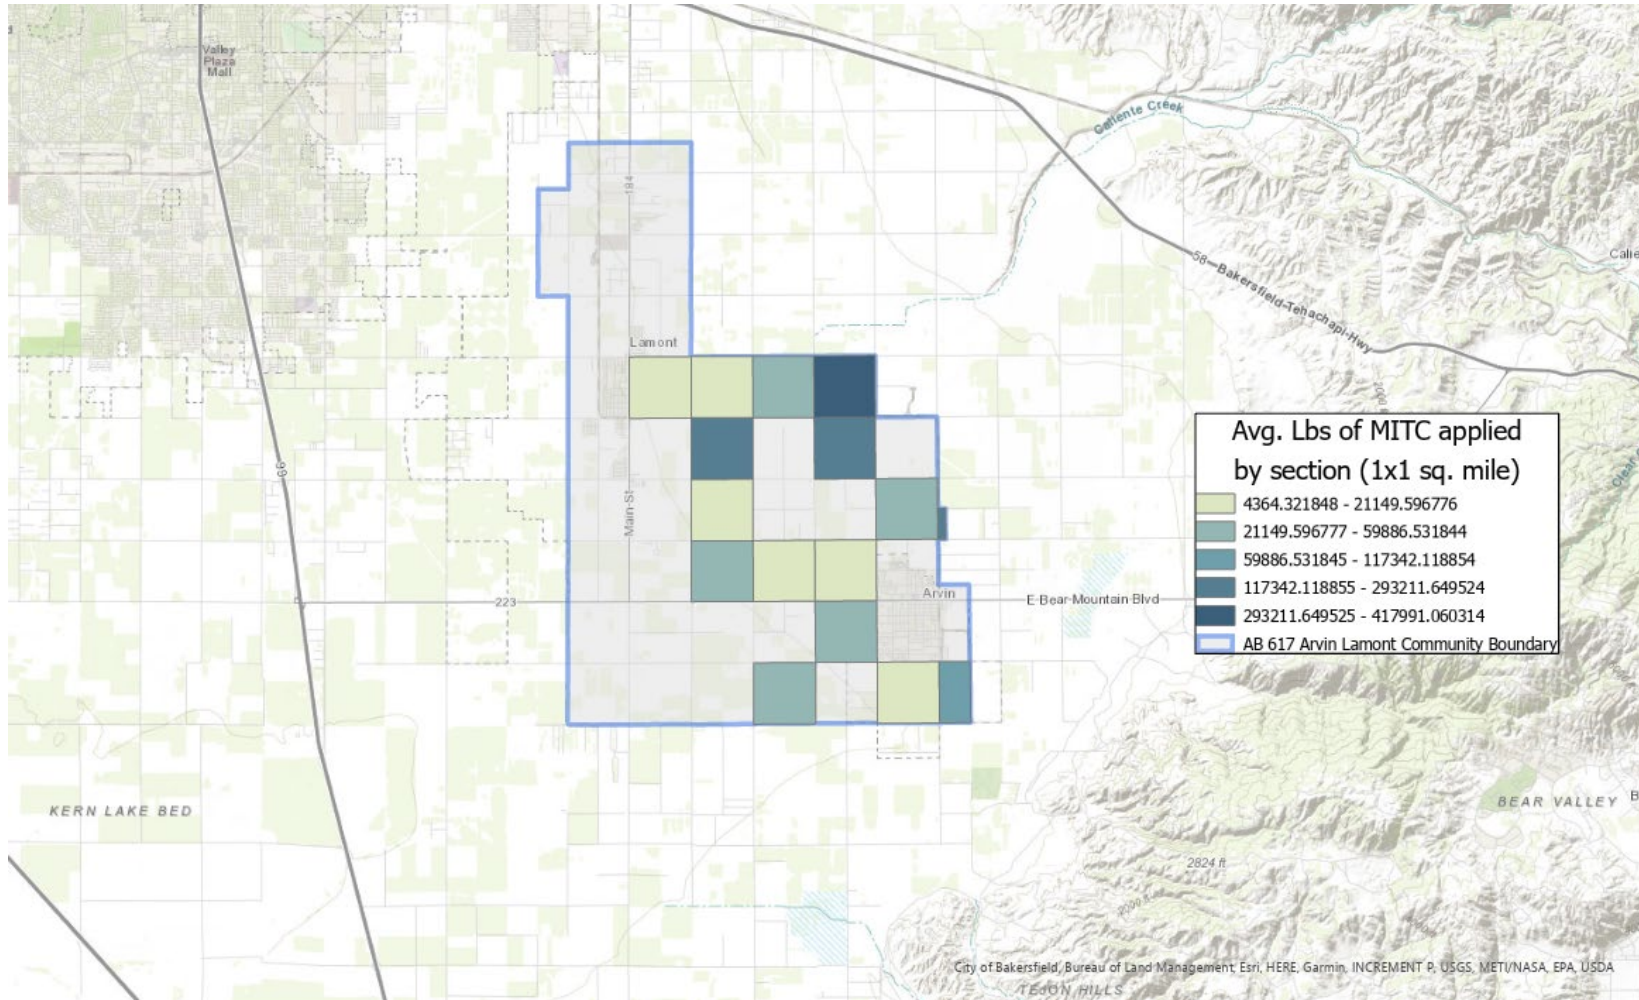 Valley
Plaza
Mall
Caliente Creek
184
58
Bakersfield-Tehachapi-Hwy
Lamont
2000 ft
99
Main St
Avg. Lbs of MITC applied
by section (1x1 sq. mile)
4364.321848 - 21149.596776
21149.596777 - 59886.531844
59886.531845 - 117342.118854
117342.118855 - 293211.649524
293211.649525 - 417991.060314
AB 617 Arvin Lamont Community Boundary
223
Arvin
E Bear Mountain Blvd
KERN LAKE BED
BEAR VALLEY
B
2824 ft
2000 ft
City of Bakersfield, Bureau of Land Management, Esri, HERE, Garmin, INCREMENT P, USGS, METI/NASA, EPA, USDA
TEJON HILLS